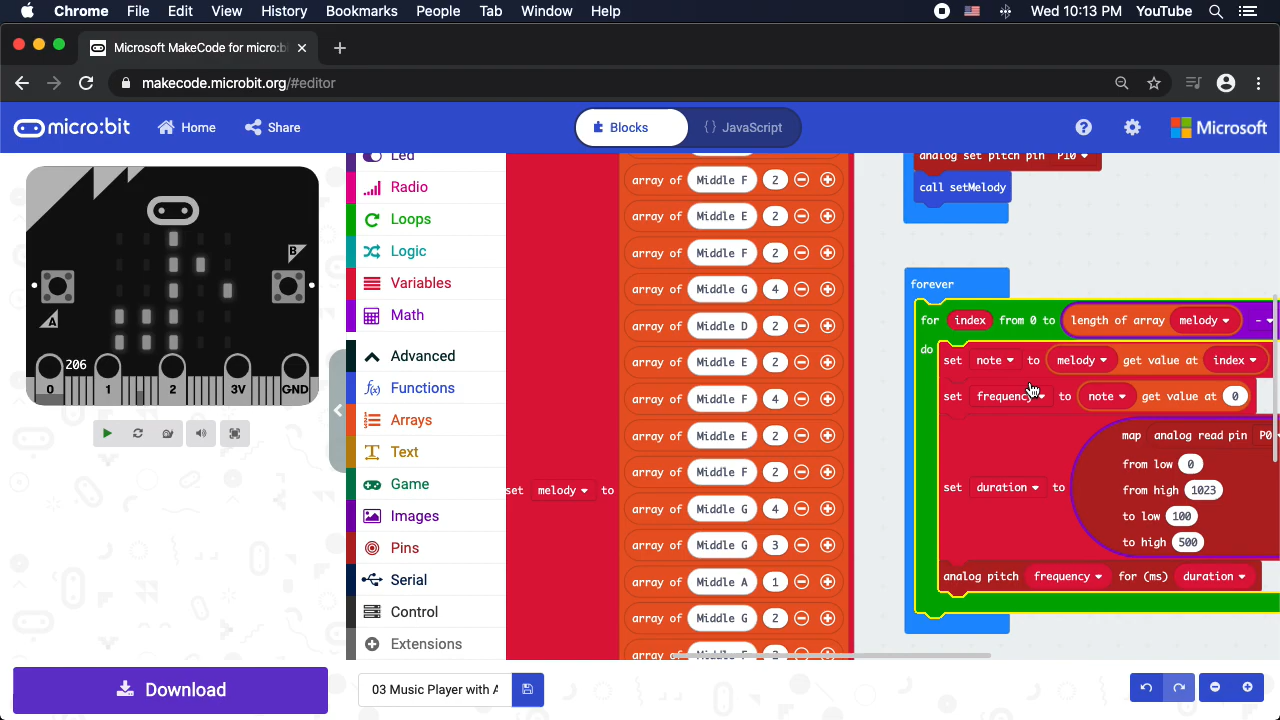 Chrome File Edit View History Bookmarks People Tab Window Help Wed 10:13 PM YouTube
Microsoft MakeCode for micro:b
makecode.microbit.org/#editor
micro:bit Home Share Blocks JavaScript Microsoft
Led
Radio
Loops
Logic
Variables
Math
Advanced
Functions
Arrays
Text
Game
Images
Pins
Serial
Control
Extensions
B
A
206
0 1 2 3V GND
set melody to
array of Middle F 2
array of Middle E 2
array of Middle F 2
array of Middle G 4
array of Middle D 2
array of Middle E 2
array of Middle F 4
array of Middle E 2
array of Middle F 2
array of Middle G 4
array of Middle G 3
array of Middle A 1
array of Middle G 2
array of Middle F 2
analog set pitch pin P10
call setMelody
forever
for index from 0 to length of array melody -
do
set note to melody get value at index
set frequency to note get value at 0
set duration to
map analog read pin P0
from low 0
from high 1023
to low 100
to high 500
analog pitch frequency for (ms) duration
Download
03 Music Player with A